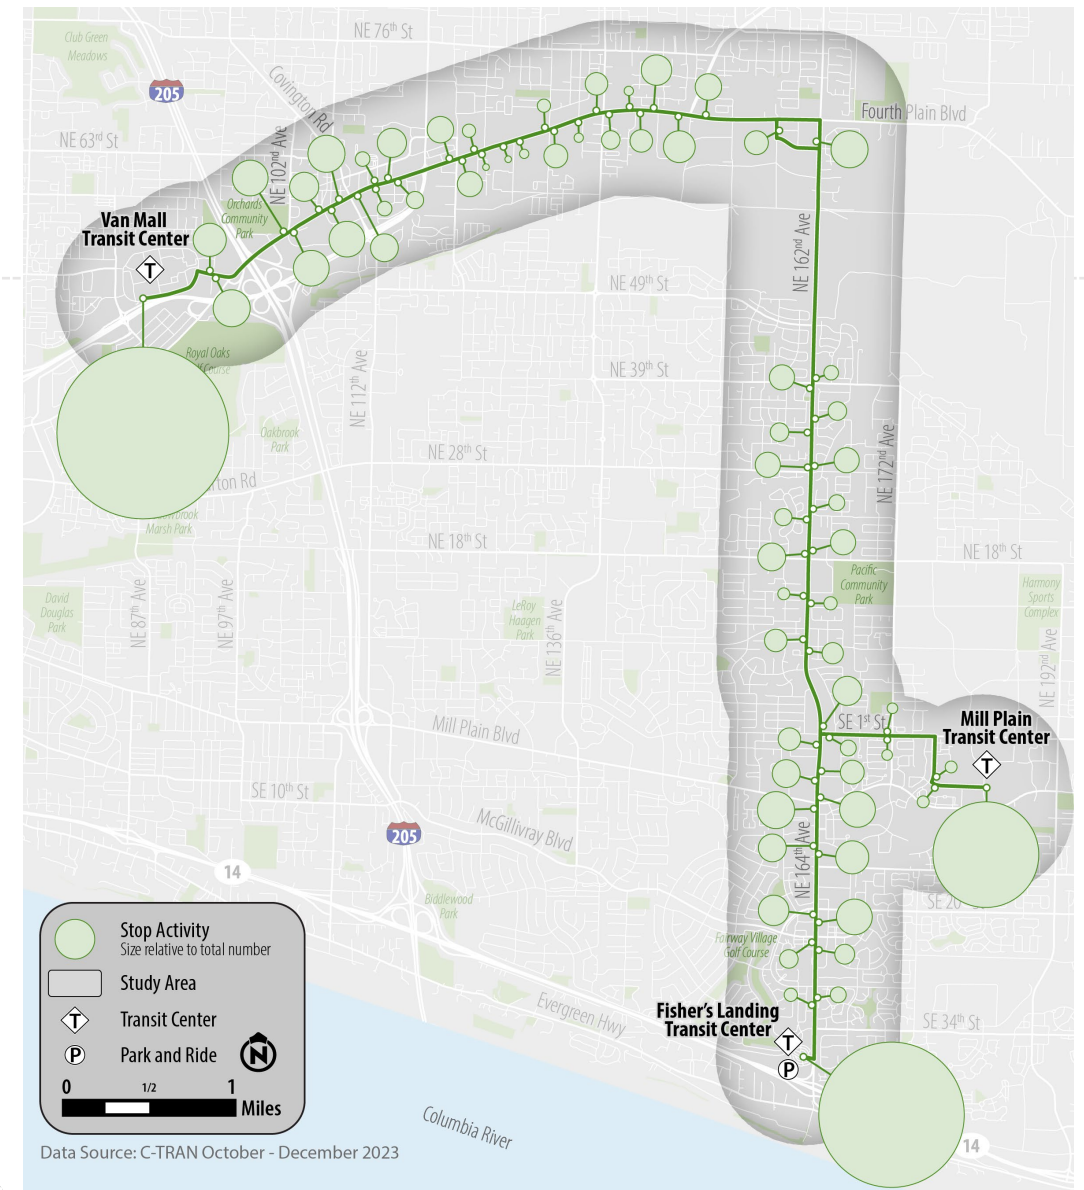 Club Green
Meadows
NE 76th St
205
Covington Rd
Fourth Plain Blvd
NE 63rd St
NE 102nd Ave
Orchards
Community
Park
Van Mall
Transit Center
T
NE 162nd Ave
NE 49th St
Royal Oaks
NE 39th St
NE 112th Ave
Oakbrook
Park
NE 28th St
NE 172nd Ave
rton Rd
Marsh Park
NE 18th St
NE 18th St
Pacific
Community
Park
David
Douglas
Park
NE 87th Ave
NE 97th Ave
LeRoy
Haagen
Park
NE 136th Ave
Harmony
Sports
Complex
NE 192nd Ave
SE 1st St
Mill Plain
Transit Center
T
Mill Plain Blvd
SE 10th St
McGillivray Blvd
205
NE 164th Ave
14
Biddlewood
Park
SE 20
Fairway Village
Golf Course
Evergreen Hwy
Fisher's Landing
Transit Center
T
P
SE 34th St
14
Columbia River
Stop Activity
Size relative to total number
Study Area
T Transit Center
P Park and Ride
N
0 1/2 1
Miles
Data Source: C-TRAN October - December 2023